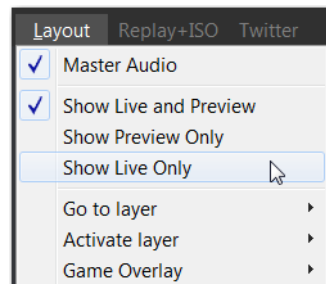 Layout Replay+ISO Twitter
Master Audio
Show Live and Preview
Show Preview Only
Show Live Only
Go to layer
Activate layer
Game Overlay